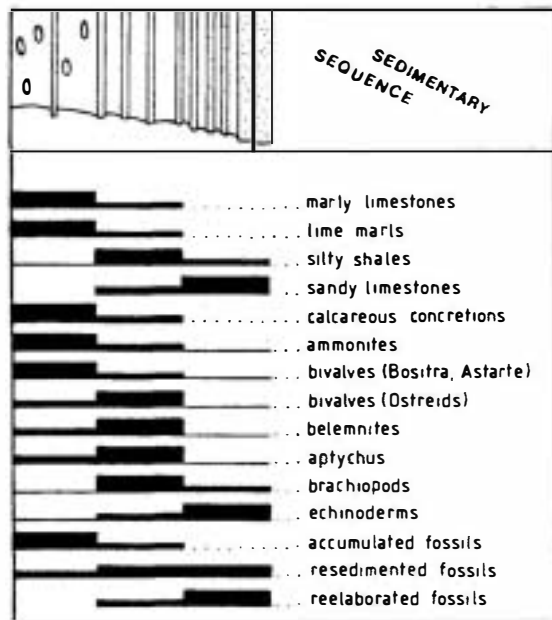 SEDIMENTARY
SEQUENCE
marly limestones
lime marls
silty shales
sandy limestones
calcareous concretions
ammonites
bivalves (Bositra, Astarte)
bivalves (Ostreids)
belemnites
aptychus
brachiopods
echinoderms
accumulated fossils
resedimented fossils
reelaborated fossils